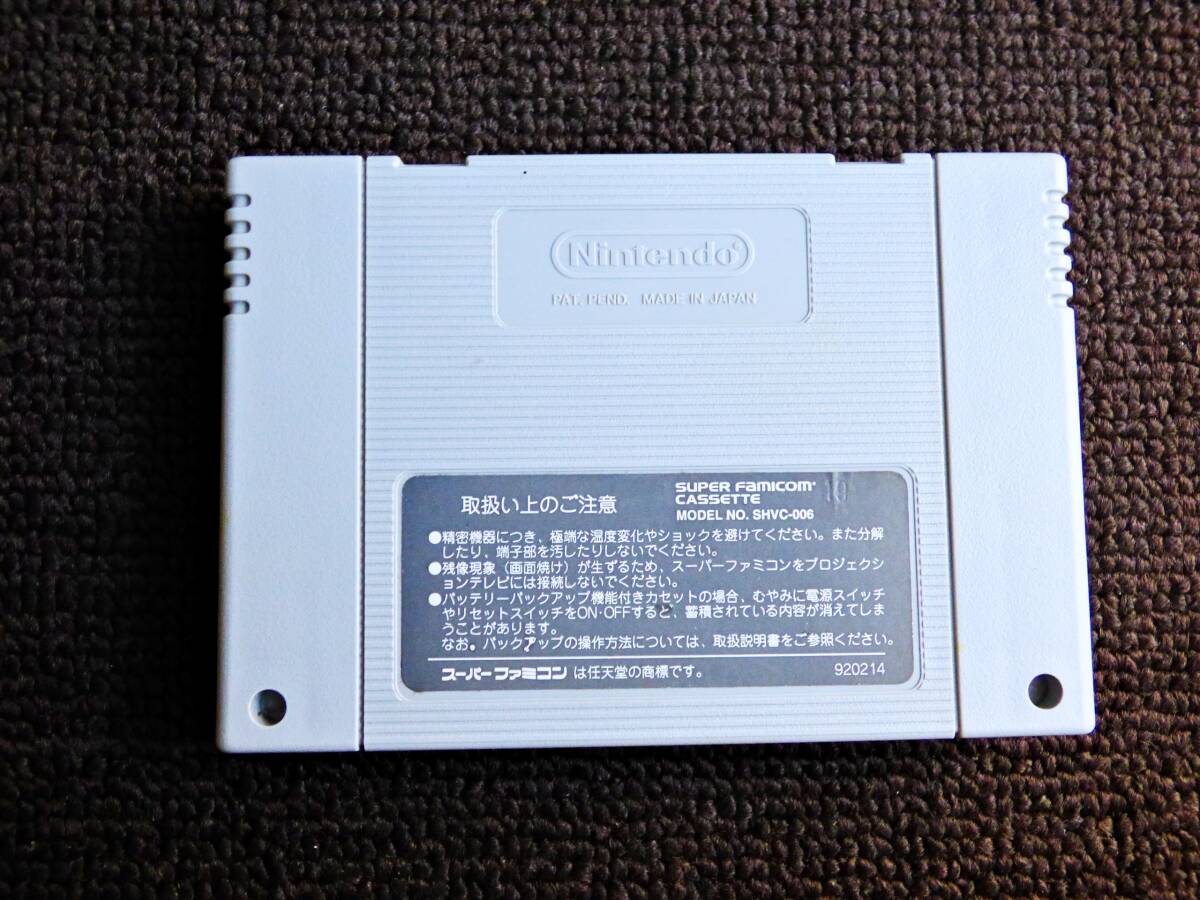 Nintendo®
PAT. PEND. MADE IN JAPAN
取扱い上のご注意
SUPER FAMICOM®
CASSETTE
MODEL NO. SHVC-006
10
●精密機器につき、極端な温度変化やショックを避けてください。また分解
したり、端子部を汚したりしないでください。
●残像現象(画面焼け)が生ずるため、スーパーファミコンをプロジェクシ
ョンテレビには接続しないでください。
●バッテリーバックアップ機能付きカセットの場合、むやみに電源スイッチ
やリセットスイッチをON・OFFすると、蓄積されている内容が消えてしま
うことがあります。
なお。バックアップの操作方法については、取扱説明書をご参照ください。
スーパーファミコンは任天堂の商標です。
920214